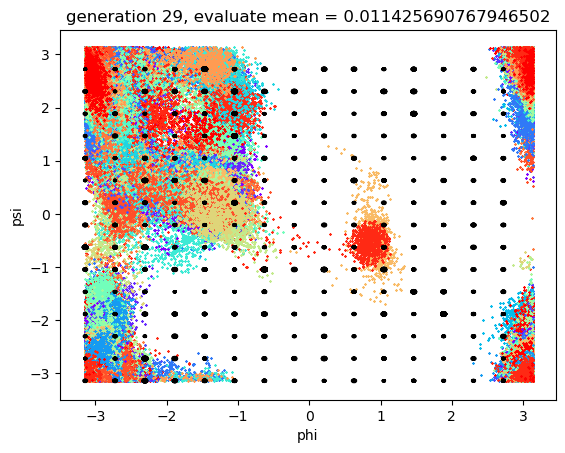 generation 29, evaluate mean = 0.011425690767946502
3
2
1
0
−1
−2
−3
psi
−3 −2 −1 0 1 2 3
phi